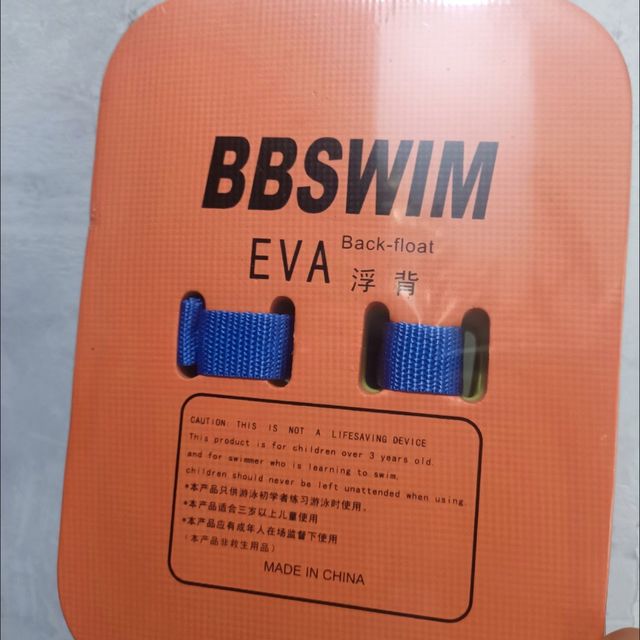 BBSWIM
EVA Back-float
浮背
CAUTION: THIS IS NOT A LIFESAVING DEVICE
This product is for children over 3 years old.
and for swimmer who is learning to swim.
children should never be left unattended when using.
*本产品只供游泳初学者练习游泳时使用。
*本产品适合三岁以上儿童使用
*本产品应有成年人在场监督下使用
（本产品非救生用品）
MADE IN CHINA